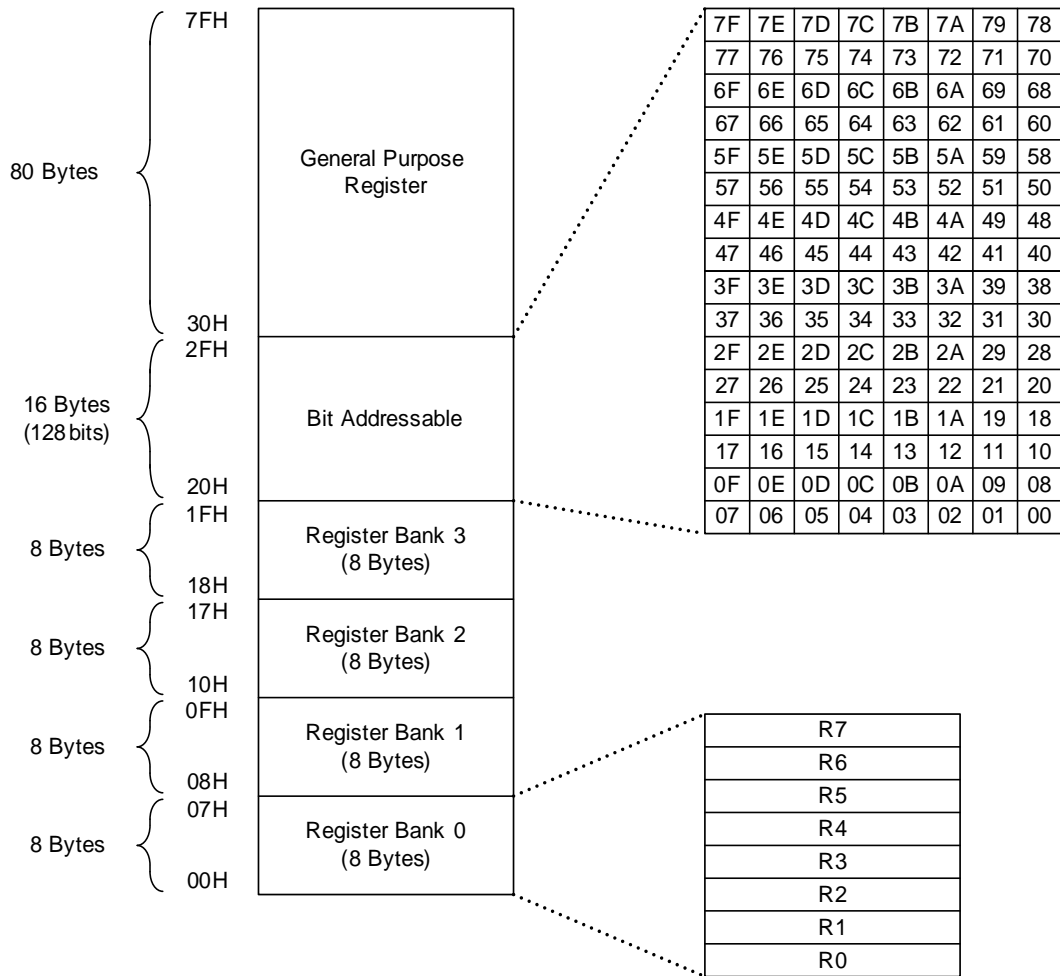 7FH
80 Bytes
General Purpose
Register
30H
2FH
16 Bytes
(128 bits)
Bit Addressable
20H
1FH
8 Bytes
Register Bank 3
(8 Bytes)
18H
17H
8 Bytes
Register Bank 2
(8 Bytes)
10H
0FH
8 Bytes
Register Bank 1
(8 Bytes)
08H
07H
8 Bytes
Register Bank 0
(8 Bytes)
00H
7F 7E 7D 7C 7B 7A 79 78
77 76 75 74 73 72 71 70
6F 6E 6D 6C 6B 6A 69 68
67 66 65 64 63 62 61 60
5F 5E 5D 5C 5B 5A 59 58
57 56 55 54 53 52 51 50
4F 4E 4D 4C 4B 4A 49 48
47 46 45 44 43 42 41 40
3F 3E 3D 3C 3B 3A 39 38
37 36 35 34 33 32 31 30
2F 2E 2D 2C 2B 2A 29 28
27 26 25 24 23 22 21 20
1F 1E 1D 1C 1B 1A 19 18
17 16 15 14 13 12 11 10
0F 0E 0D 0C 0B 0A 09 08
07 06 05 04 03 02 01 00
R7
R6
R5
R4
R3
R2
R1
R0